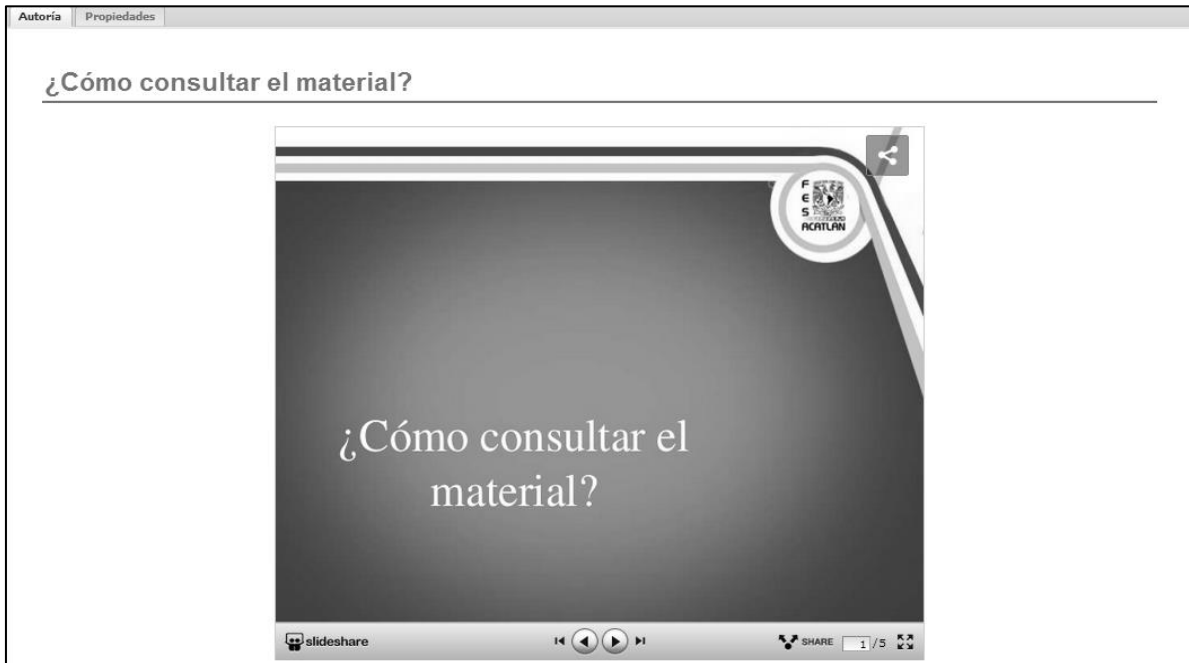 Autoría Propiedades
¿Cómo consultar el material?
F
E
S
ACATLAN
¿Cómo consultar el
material?
slideshare SHARE 1 /5